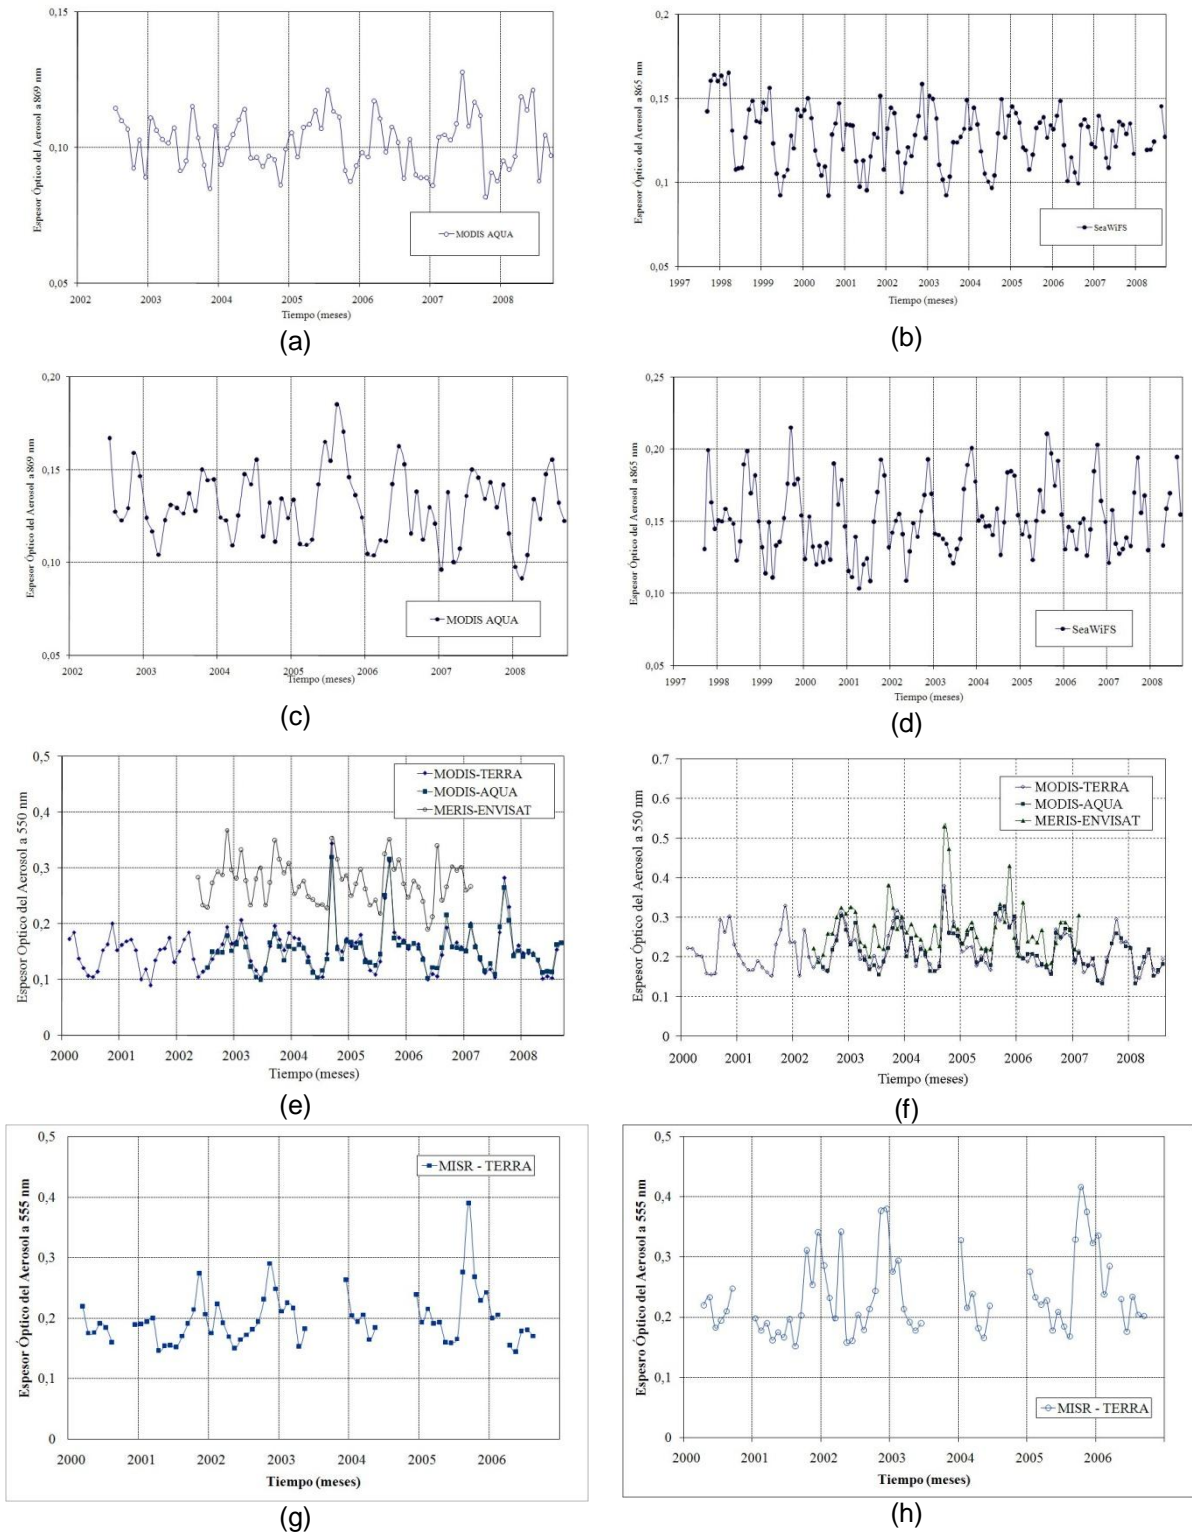 0,15
0,10
0,05
Espesor Óptico del Aerosol a 869 nm
MODIS AQUA
2002 2003 2004 2005 2006 2007 2008
Tiempo (meses)
(a)
0,2
0,15
0,1
0,05
Espesor Óptico del Aerosol a 865 nm
SeaWiFS
1997 1998 1999 2000 2001 2002 2003 2004 2005 2006 2007 2008
Tiempo (meses)
(b)
0,20
0,15
0,10
0,05
Espesor Óptico del Aerosol a 869 nm
MODIS AQUA
2002 2003 2004 2005 2006 2007 2008
Tiempo (meses)
(c)
0,25
0,20
0,15
0,10
0,05
Espesor Óptico del Aerosol a 865 nm
SeaWiFS
1997 1998 1999 2000 2001 2002 2003 2004 2005 2006 2007 2008
Tiempo (meses)
(d)
0,5
0,4
0,3
0,2
0,1
0
Espesor Óptico del Aerosol a 550 nm
MODIS-TERRA
MODIS-AQUA
MERIS-ENVISAT
2000 2001 2002 2003 2004 2005 2006 2007 2008
Tiempo (meses)
(e)
0.7
0.6
0.5
0.4
0.3
0.2
0.1
0
Espesor Óptico del Aerosol a 550 nm
MODIS-TERRA
MODIS-AQUA
MERIS-ENVISAT
2000 2001 2002 2003 2004 2005 2006 2007 2008
Tiempo (meses)
(f)
0,5
0,4
0,3
0,2
0,1
0
Espesor Óptico del Aerosol a 555 nm
MISR - TERRA
2000 2001 2002 2003 2004 2005 2006
Tiempo (meses)
(g)
0,5
0,4
0,3
0,2
0,1
0
Espesro Óptico del Aerosol a 555 nm
MISR - TERRA
2000 2001 2002 2003 2004 2005 2006
Tiempo (meses)
(h)